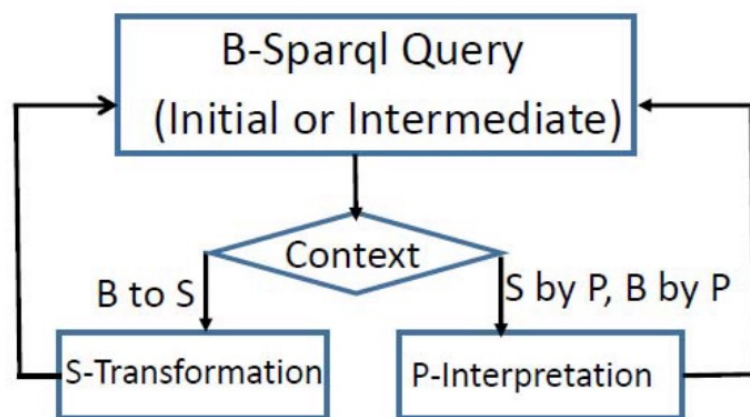 B-Sparql Query
(Initial or Intermediate)
Context
B to S
S by P, B by P
S-Transformation
P-Interpretation